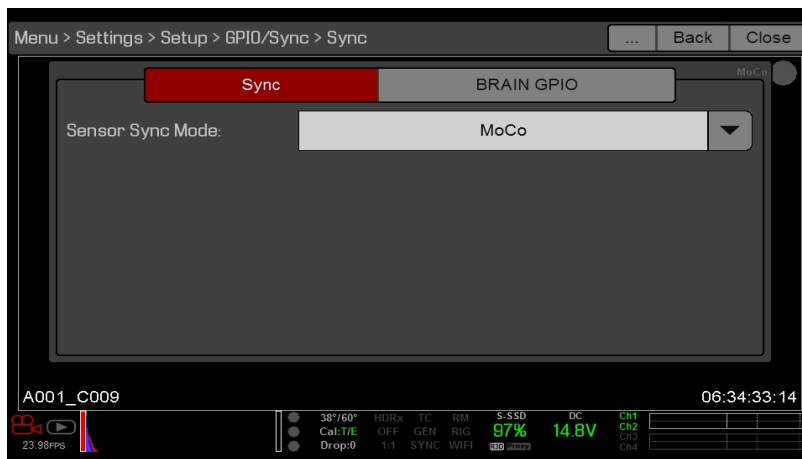 Menu > Settings > Setup > GPIO/Sync > Sync ... Back Close
MoCo
Sync BRAIN GPIO
Sensor Sync Mode: MoCo
A001_C009 06:34:33:14
38°/60° HDRx TC RM S-SSD DC Ch1
Cal:T/E OFF GEN RIG 97% 14.8V Ch2
Ch3
23.98FPS Drop:0 1:1 SYNC WIFI R3D Proxy Ch4